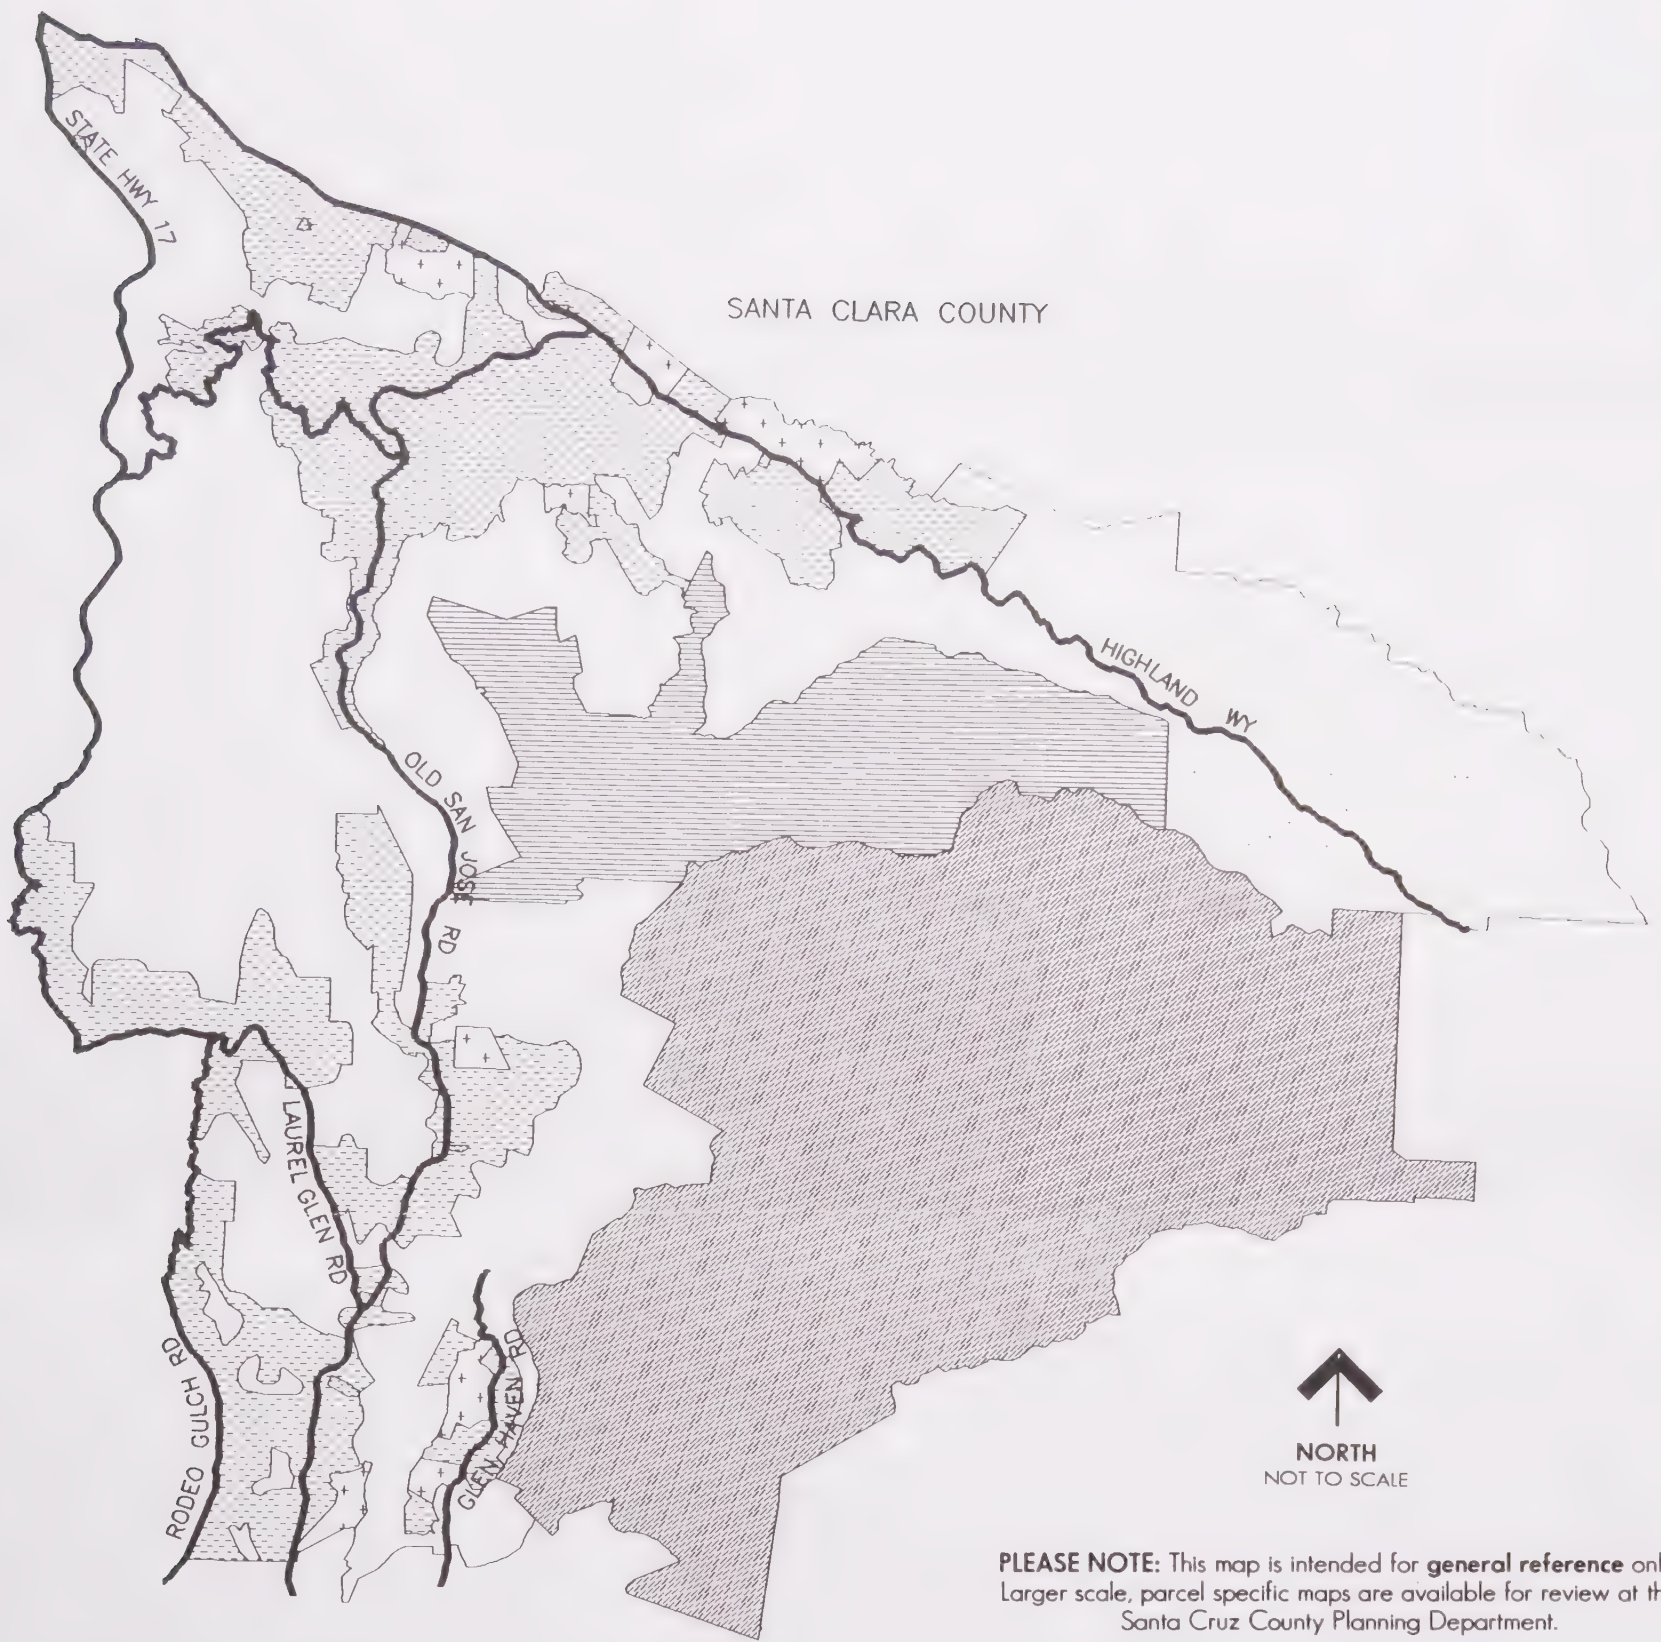 STATE HWY 17
SANTA CLARA COUNTY
HIGHLAND WY
OLD SAN JOSE RD
LAUREL GLEN RD
RODEO GULCH RD
GLEN HAVEN RD
NORTH
NOT TO SCALE
PLEASE NOTE: This map is intended for general reference onl
Larger scale, parcel specific maps are available for review at th
Santa Cruz County Planning Department.